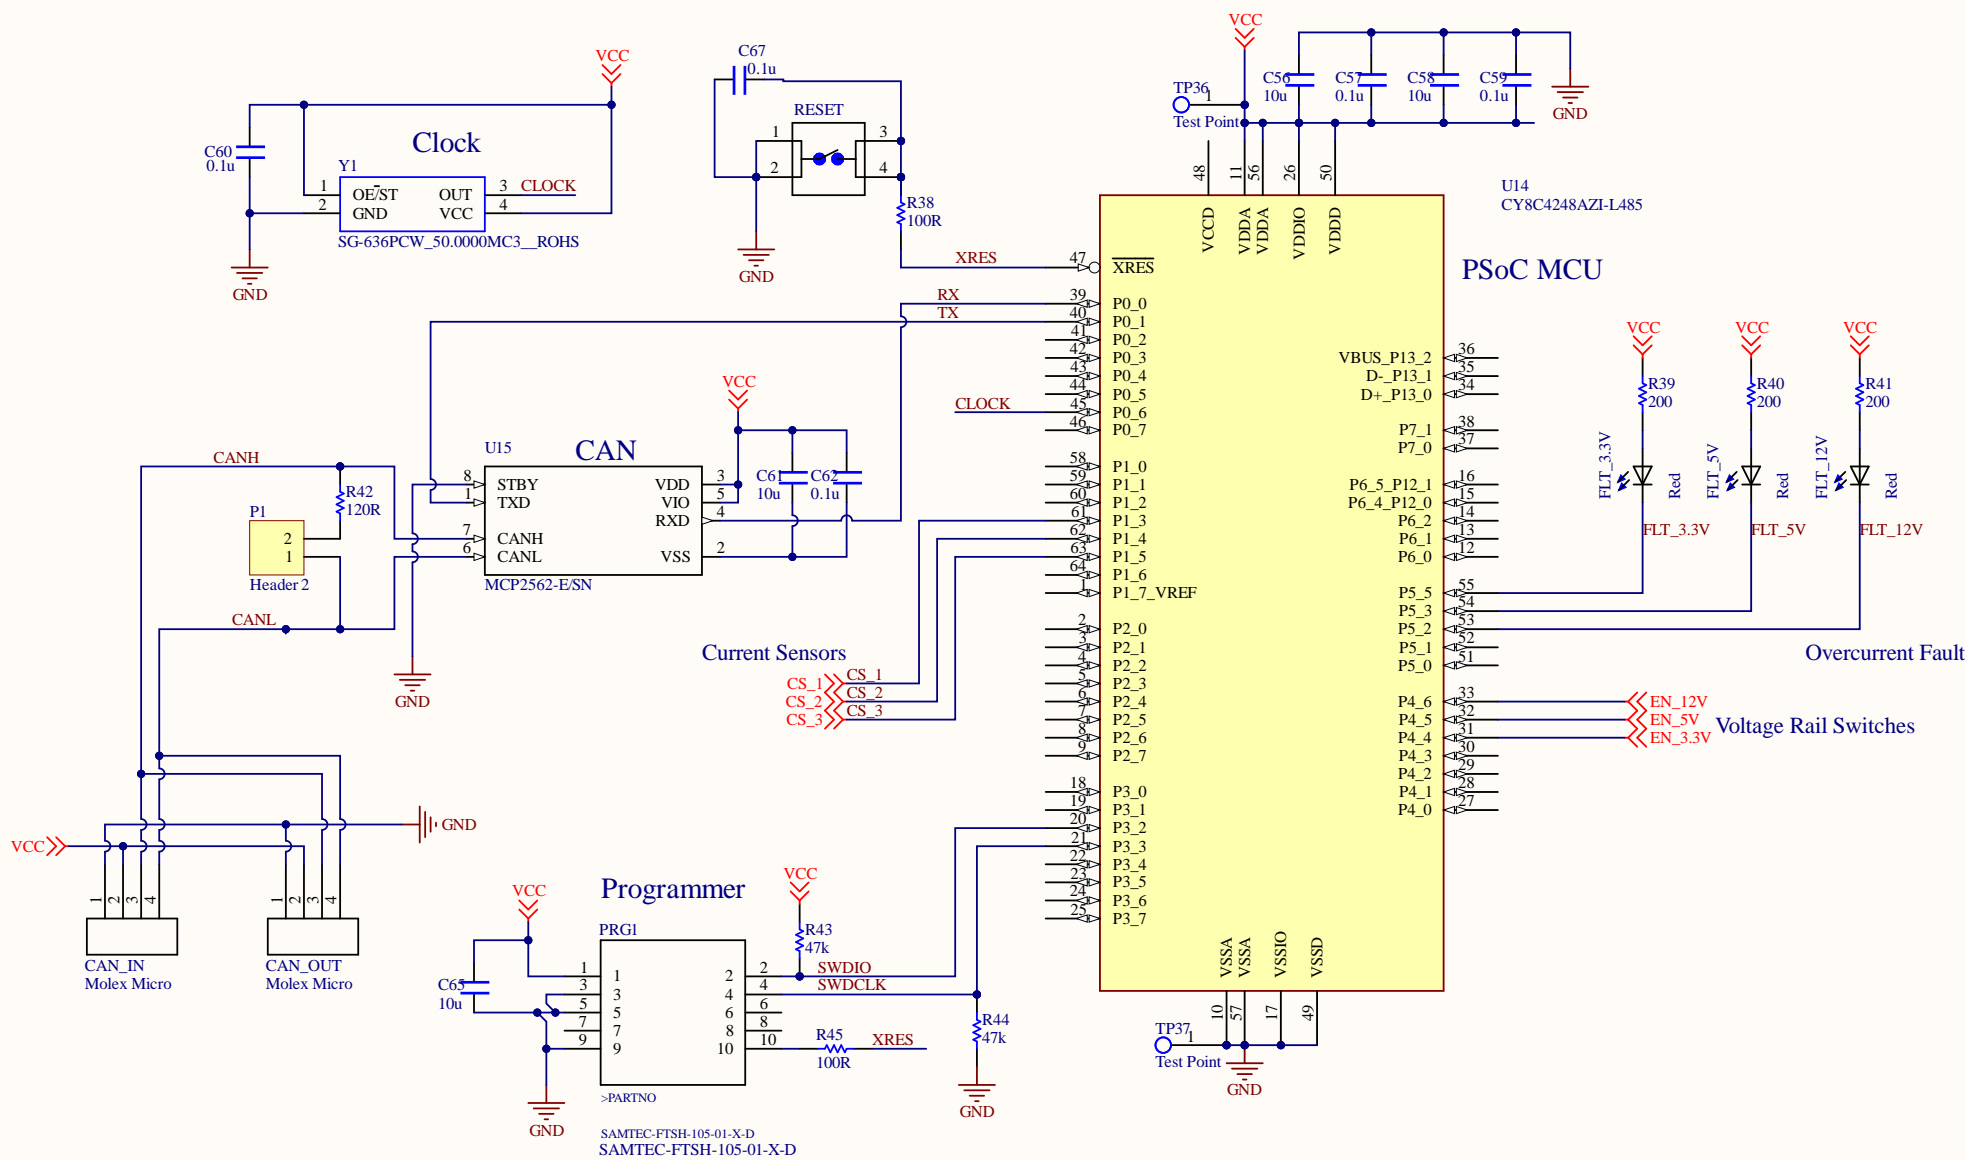 VCC
C60
0.1u
Clock
Y1
1
2
OE/ST
GND
OUT
VCC
3
4
CLOCK
SG-636PCW_50.0000MC3__ROHS
GND
C67
0.1u
RESET
1
2
3
4
R38
100R
GND
XRES
RX
TX
CLOCK
VCC
TP36
1
Test Point
C56
10u
C57
0.1u
C58
10u
C59
0.1u
GND
U14
CY8C4248AZI-L485
PSoC MCU
48
11
56
26
50
VCCD
VDDA
VDDA
VDDIO
VDDD
47
XRES
39
P0_0
40
P0_1
41
P0_2
42
P0_3
43
P0_4
44
P0_5
45
P0_6
46
P0_7
58
P1_0
59
P1_1
60
P1_2
61
P1_3
62
P1_4
63
P1_5
64
P1_6
1
P1_7_VREF
2
P2_0
3
P2_1
4
P2_2
5
P2_3
6
P2_4
7
P2_5
8
P2_6
9
P2_7
18
P3_0
19
P3_1
20
P3_2
21
P3_3
22
P3_4
23
P3_5
24
P3_6
25
P3_7
VBUS_P13_2
36
D-_P13_1
35
D+_P13_0
34
P7_1
38
P7_0
37
P6_5_P12_1
16
P6_4_P12_0
15
P6_2
14
P6_1
13
P6_0
12
P5_5
55
P5_3
54
P5_2
53
P5_1
52
P5_0
51
P4_6
33
P4_5
32
P4_4
31
P4_3
30
P4_2
29
P4_1
28
P4_0
27
VSSA
VSSA
VSSIO
VSSD
10
57
17
49
TP37
1
Test Point
GND
VCC
R39
200
FLT_3.3V
Red
FLT_3.3V
VCC
R40
200
FLT_5V
Red
FLT_5V
VCC
R41
200
FLT_12V
Red
FLT_12V
Overcurrent Fault
EN_12V
EN_5V
EN_3.3V
Voltage Rail Switches
VCC
U15
CAN
8
STBY
1
TXD
7
CANH
6
CANL
VDD
3
VIO
5
RXD
4
VSS
2
MCP2562-E/SN
C61
10u
C62
0.1u
CANH
R42
120R
P1
2
1
Header 2
CANL
GND
Current Sensors
CS_1
CS_1
CS_2
CS_2
CS_3
CS_3
GND
VCC
1
2
3
4
CAN_IN
Molex Micro
1
2
3
4
CAN_OUT
Molex Micro
Programmer
VCC
C65
10u
PRG1
1
1
3
3
5
5
7
7
9
9
2
2
4
4
6
6
8
8
10
10
VCC
R43
47k
SWDIO
SWDCLK
R44
47k
GND
R45
100R
XRES
GND
>PARTNO
SAMTEC-FTSH-105-01-X-D
SAMTEC-FTSH-105-01-X-D